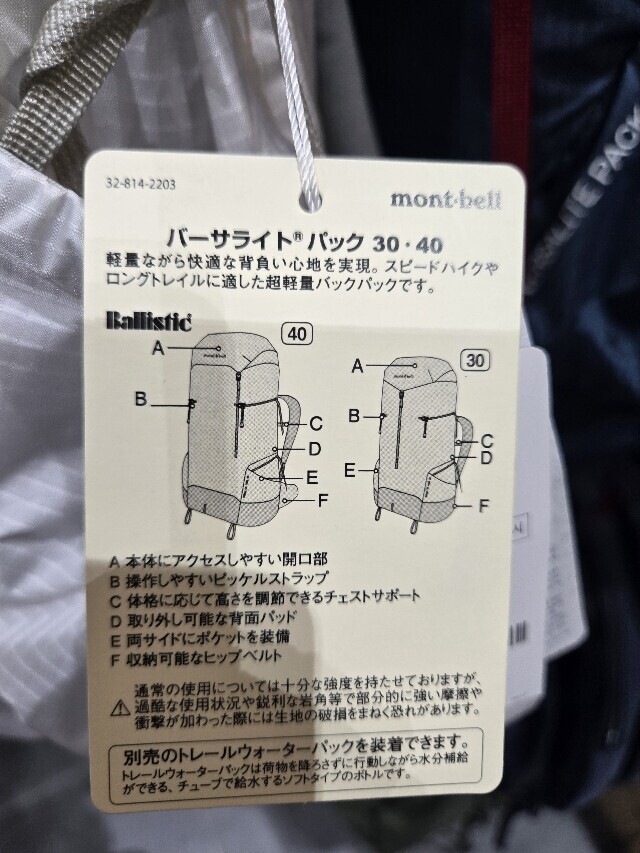 32-814-2203
mont·bell
バーサライト® パック 30・40
軽量ながら快適な背負い心地を実現。スピードハイクや
ロングトレイルに適した超軽量バックパックです。
Ballistic
40
30
A
B
C
D
E
F
A
B
C
D
E
F
A 本体にアクセスしやすい開口部
B 操作しやすいピッケルストラップ
C 体格に応じて高さを調節できるチェストサポート
D 取り外し可能な背面パッド
E 両サイドにポケットを装備
F 収納可能なヒップベルト
⚠ 通常の使用については十分な強度を持たせておりますが、
過酷な使用状況や鋭利な岩角等で部分的に強い摩擦や
衝撃が加わった際には生地の破損をまねく恐れがあります。
別売のトレールウォーターパックを装着できます。
トレールウォーターパックは荷物を降ろさずに行動しながら水分補給
ができる、チューブで給水するソフトタイプのボトルです。
LITE PACK